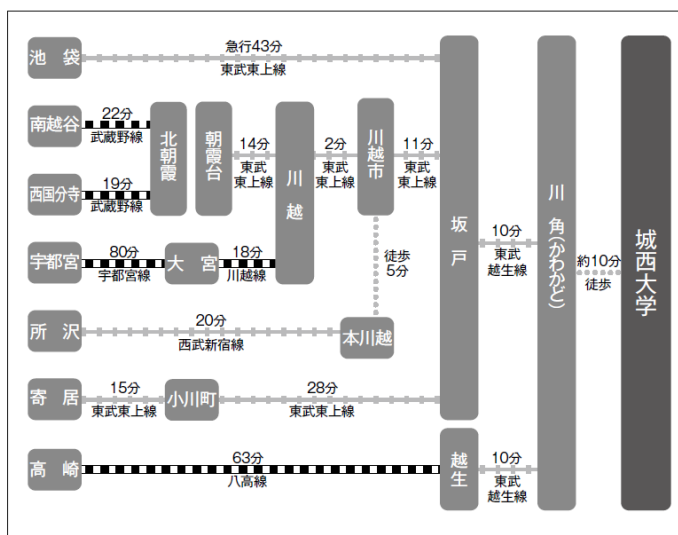 池袋
急行43分
東武東上線
南越谷
22分
武蔵野線
西国分寺
19分
武蔵野線
北朝霞
朝霞台
14分
東武
東上線
川越
2分
東武
東上線
川越市
11分
東武
東上線
宇都宮
80分
宇都宮線
大宮
18分
川越線
徒歩
5分
所沢
20分
西武新宿線
本川越
寄居
15分
東武東上線
小川町
28分
東武東上線
坂戸
10分
東武
越生線
高崎
63分
八高線
越生
10分
東武
越生線
川角(かわかど)
約10分
徒歩
城西大学